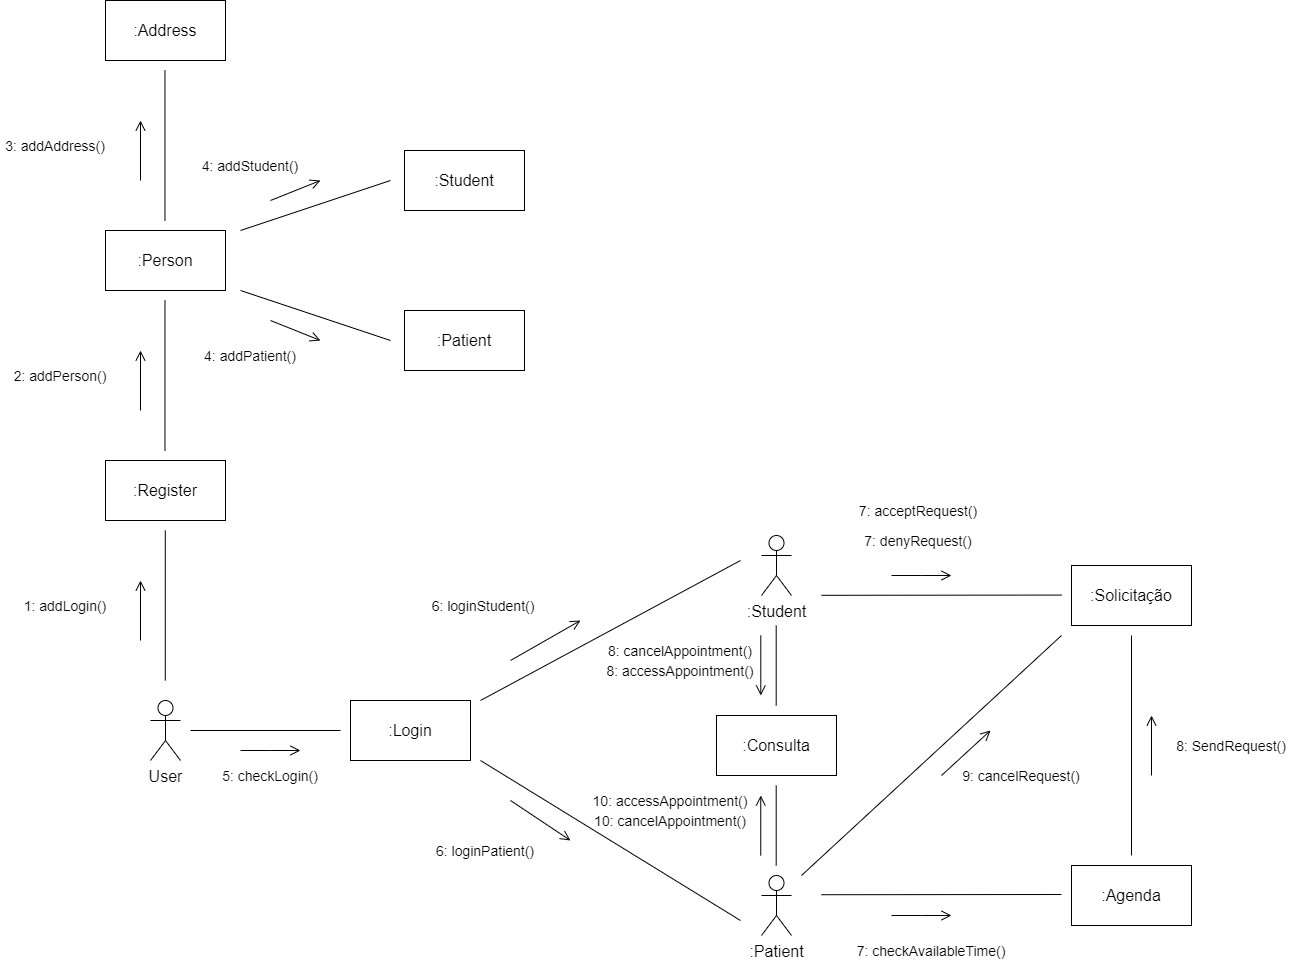 :Address
3: addAddress()
4: addStudent()
:Student
:Person
:Patient
4: addPatient()
2: addPerson()
:Register
7: acceptRequest()
7: denyRequest()
1: addLogin()
6: loginStudent()
:Student
:Solicitação
8: cancelAppointment()
8: accessAppointment()
:Login
:Consulta
8: SendRequest()
User
5: checkLogin()
9: cancelRequest()
10: accessAppointment()
10: cancelAppointment()
6: loginPatient()
:Agenda
:Patient
7: checkAvailableTime()